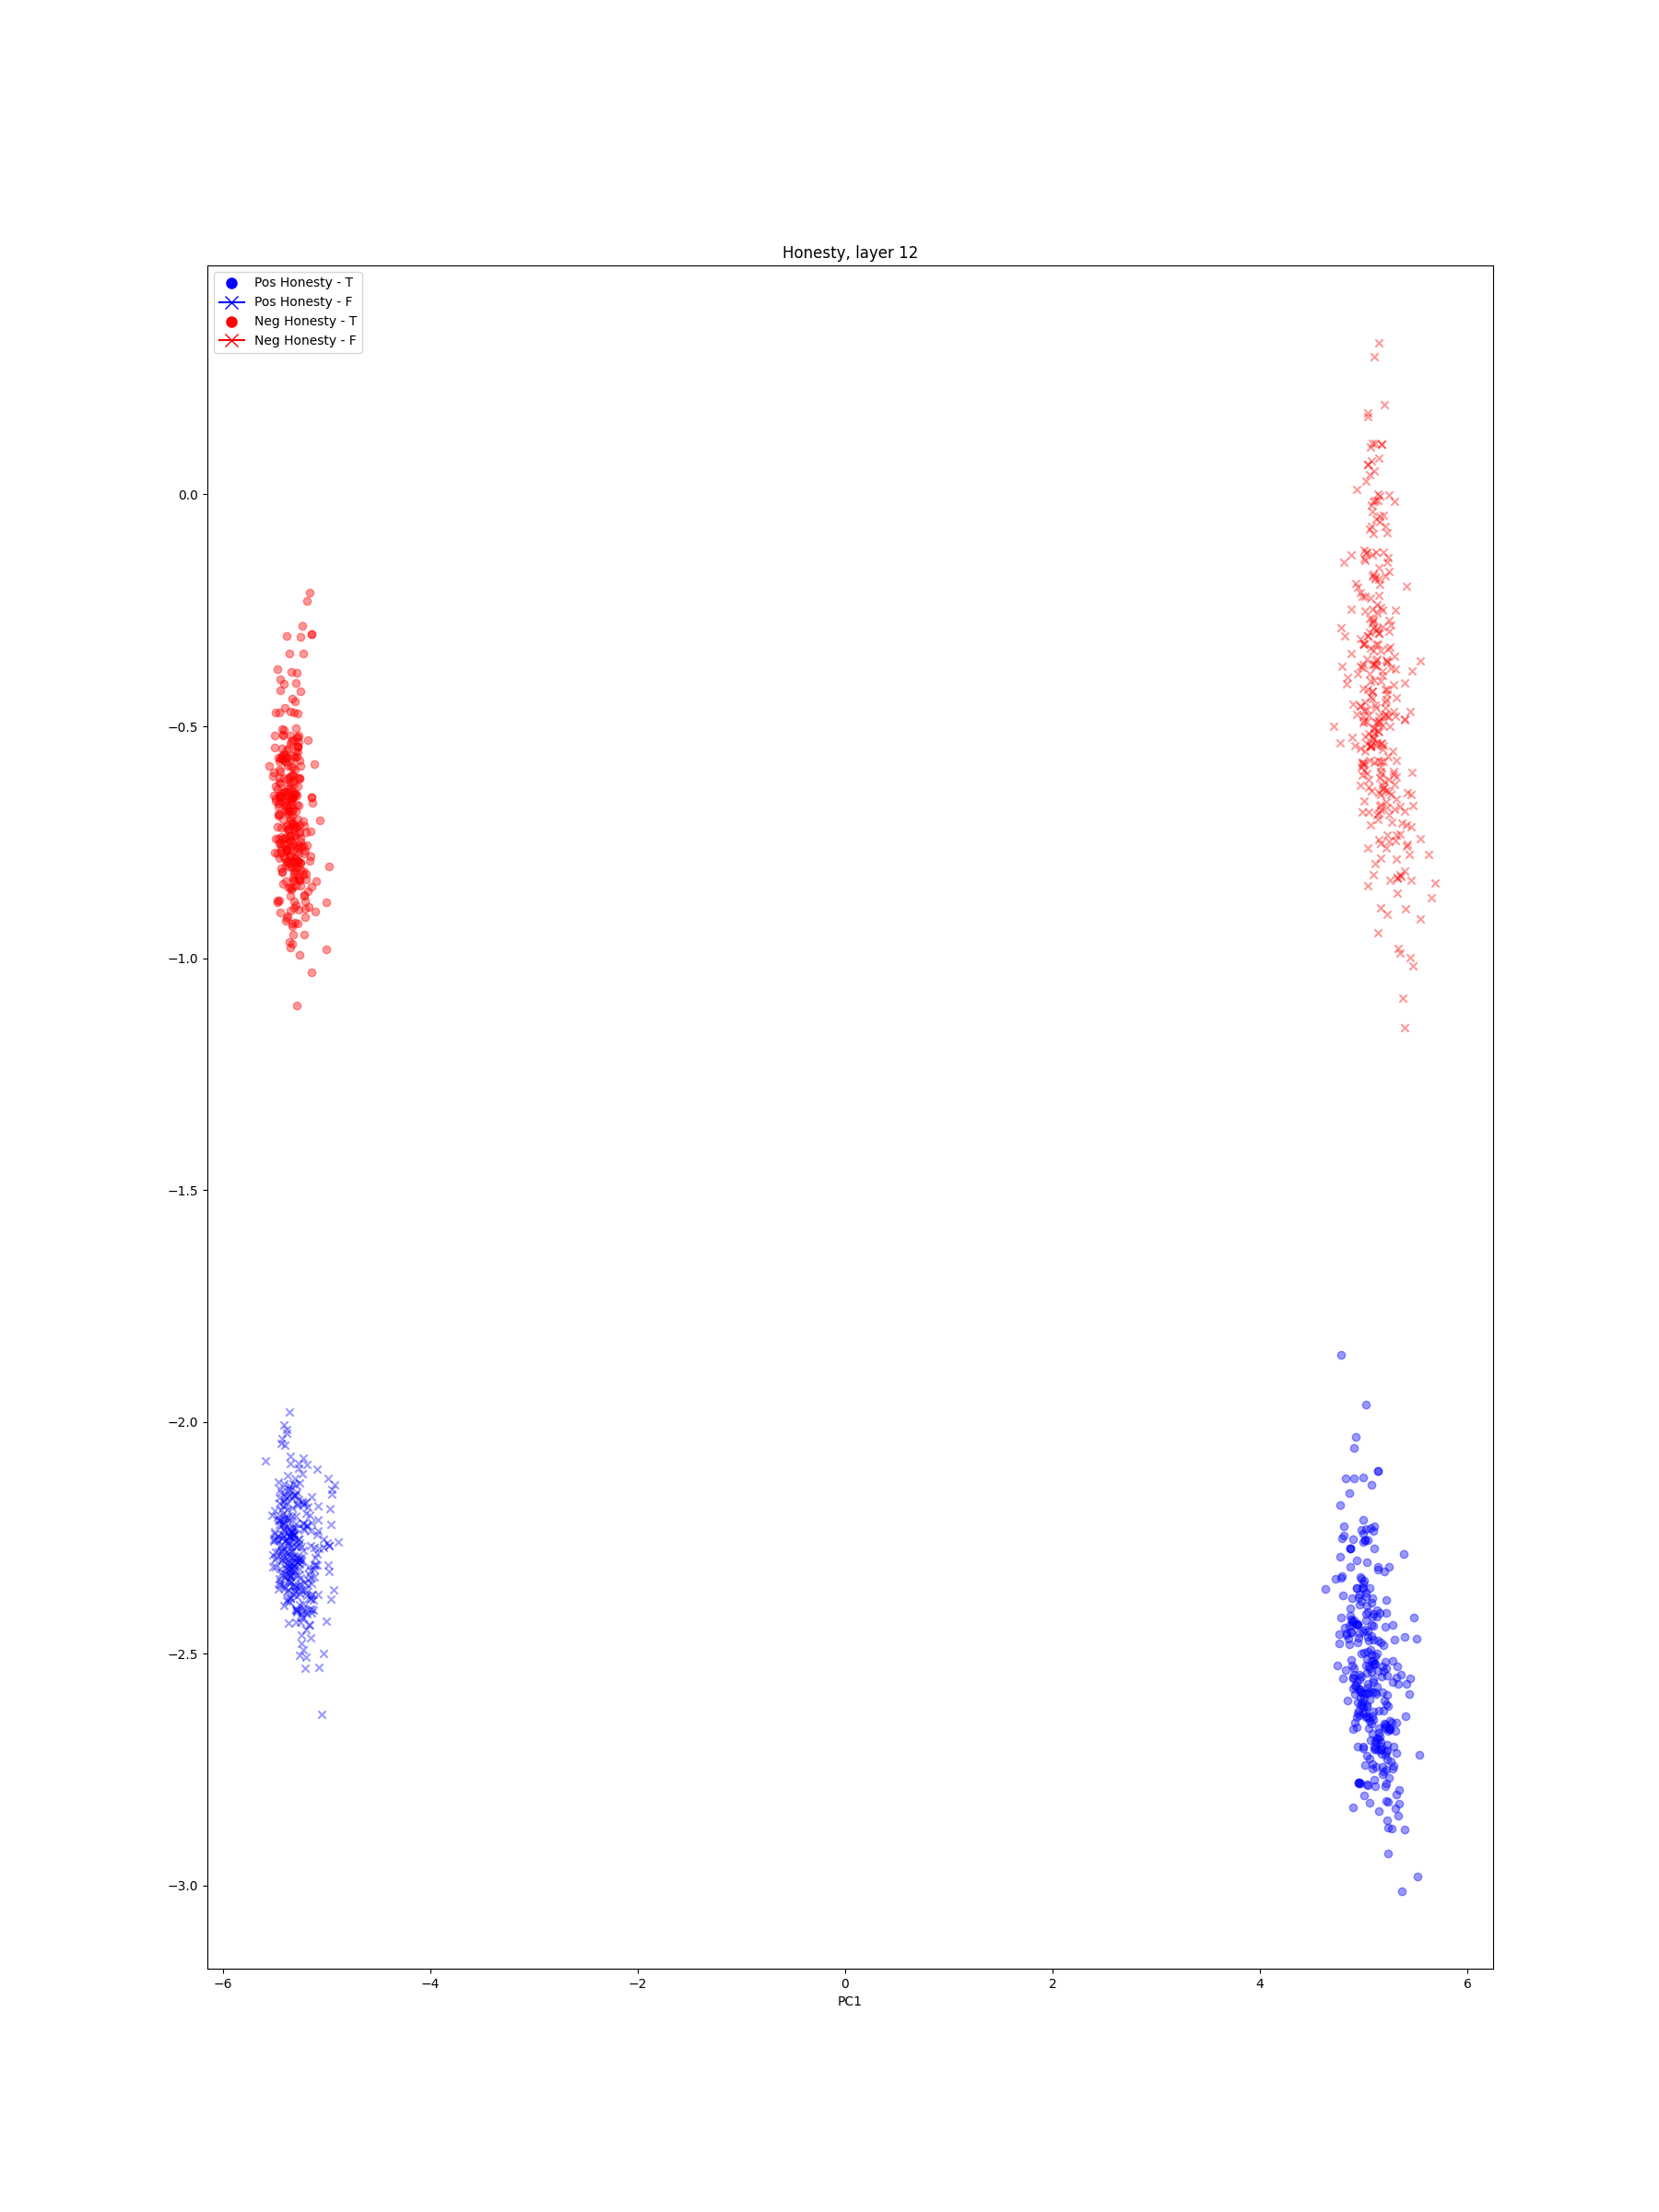 Honesty, layer 12
Pos Honesty - T
Pos Honesty - F
Neg Honesty - T
Neg Honesty - F
0.0
−0.5
−1.0
−1.5
−2.0
−2.5
−3.0
−6 −4 −2 0 2 4 6
PC1